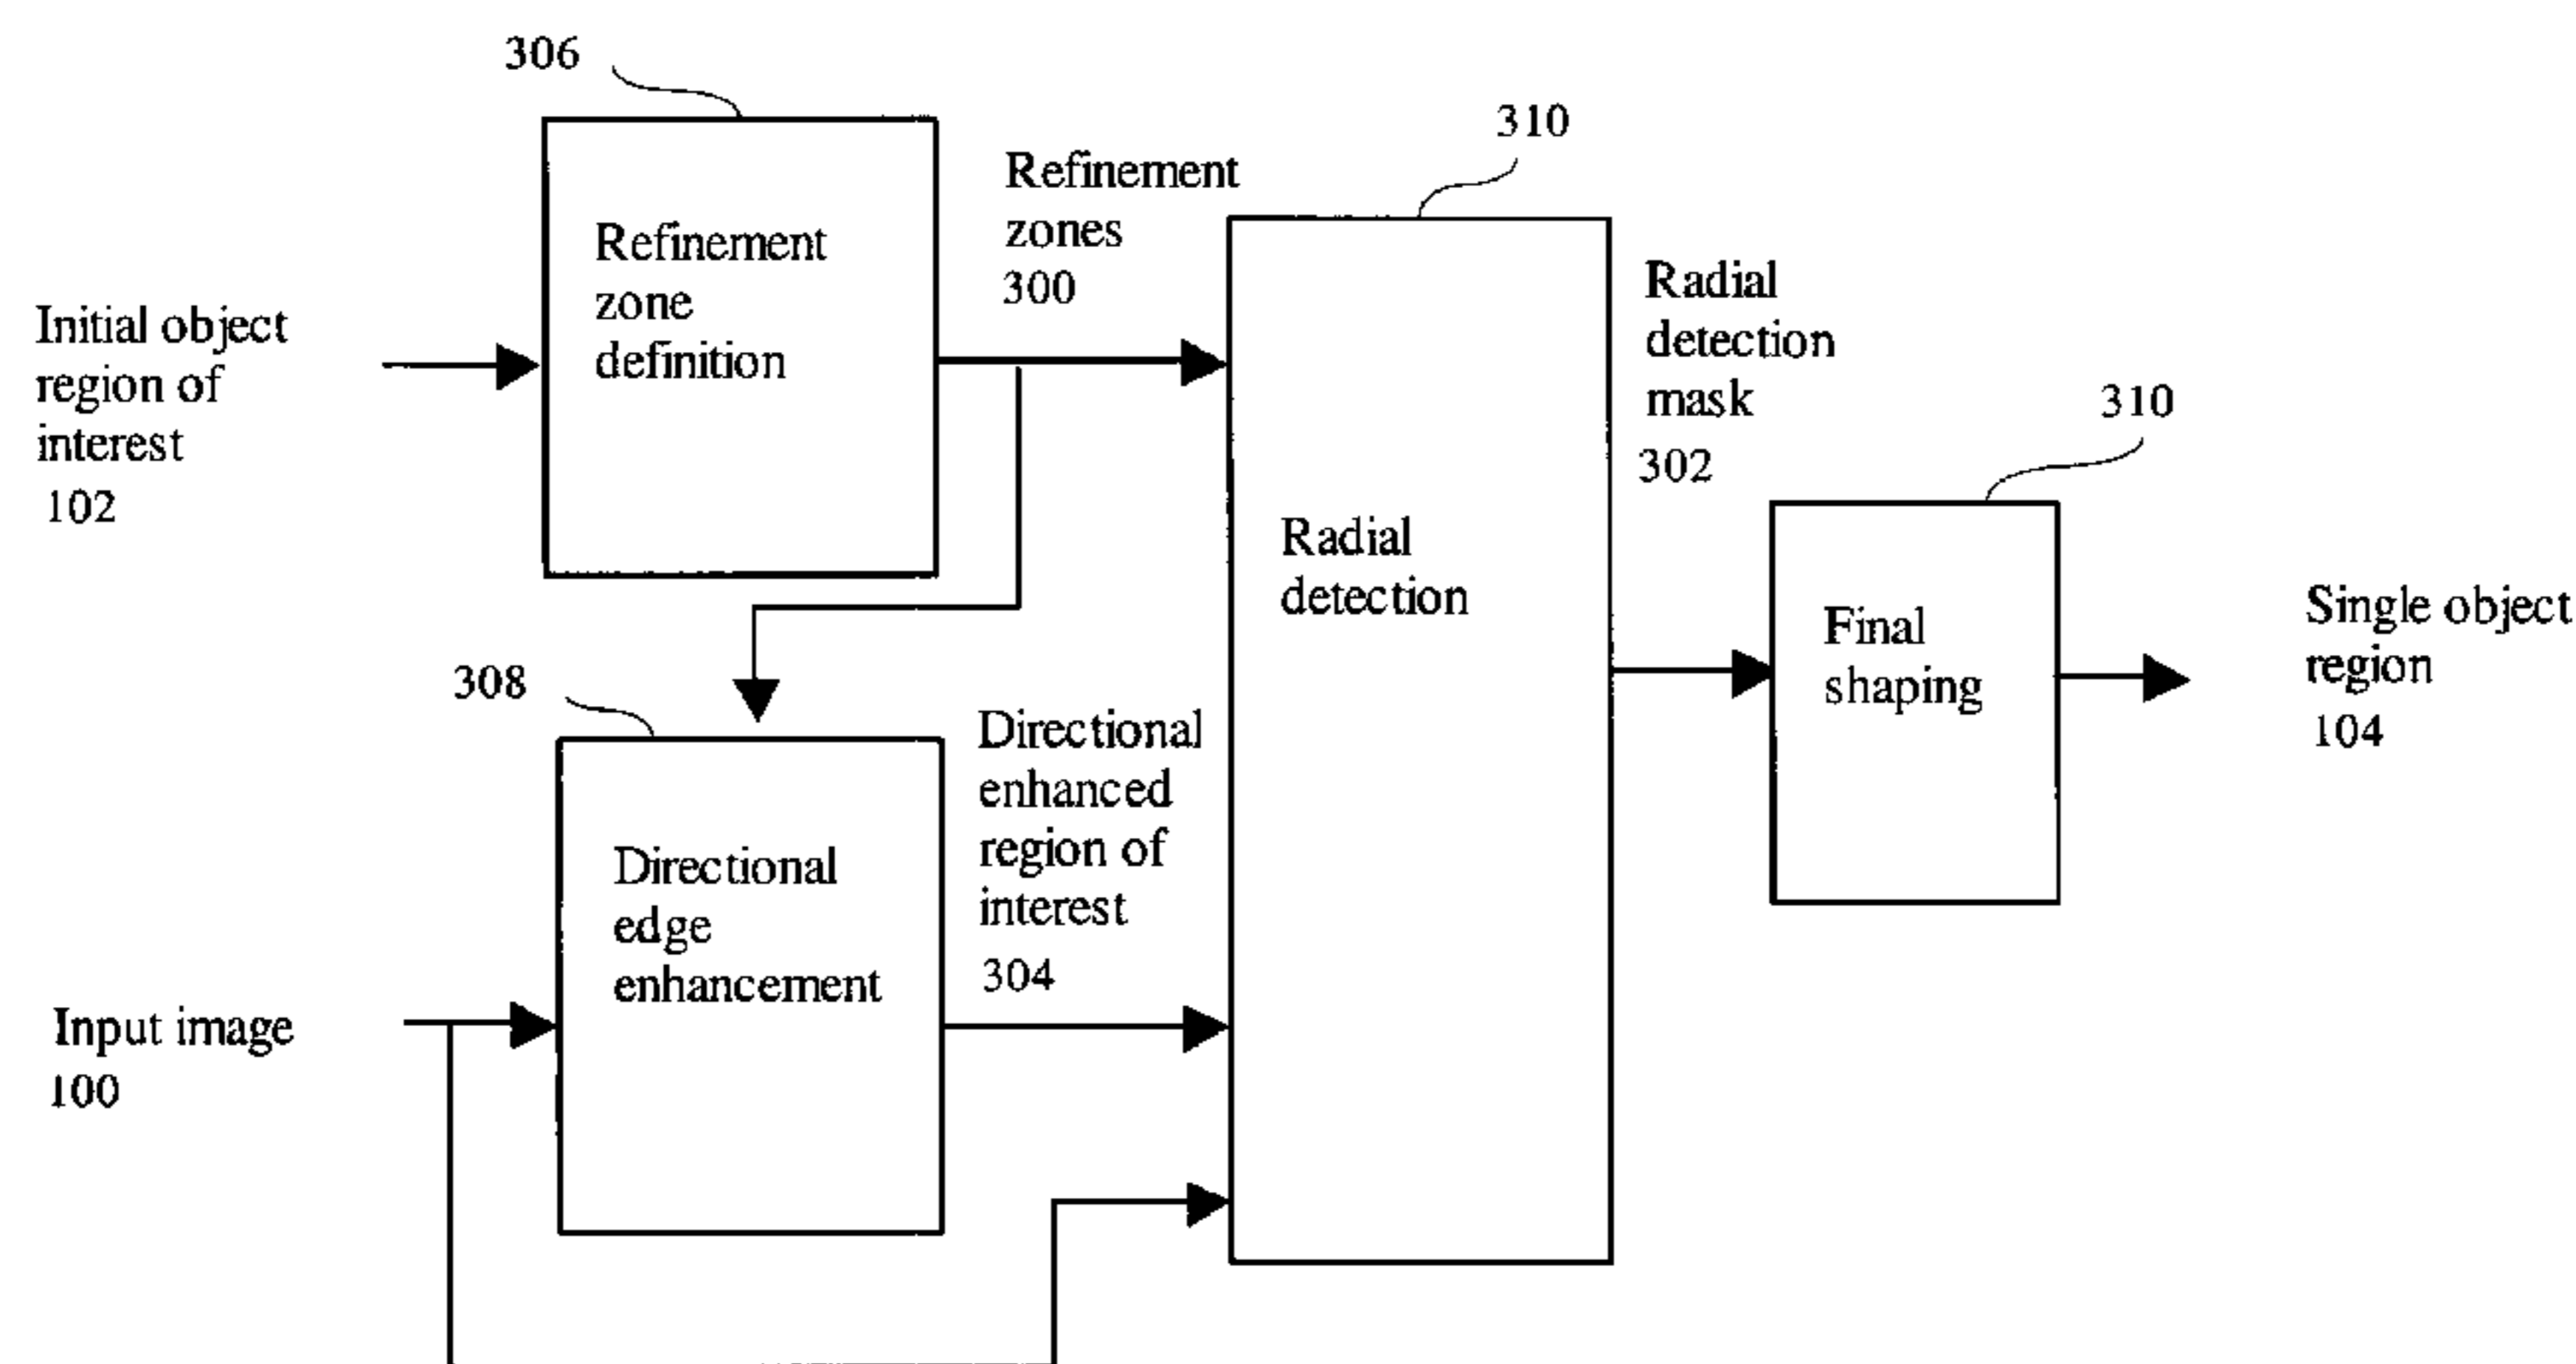 306
Refinement
zone
definition
Initial object
region of
interest
102
Refinement
zones
300
310
Radial
detection
Radial
detection
mask
302
310
Final
shaping
Single object
region
104
308
Directional
edge
enhancement
Directional
enhanced
region of
interest
304
Input image
100